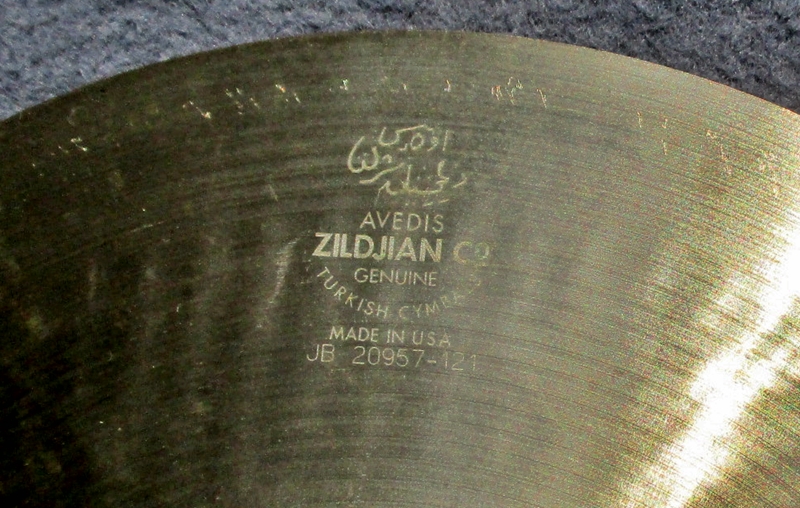 AVEDIS
ZILDJIAN CO
GENUINE
TURKISH CYMBALS
MADE IN USA
JB 20957-121